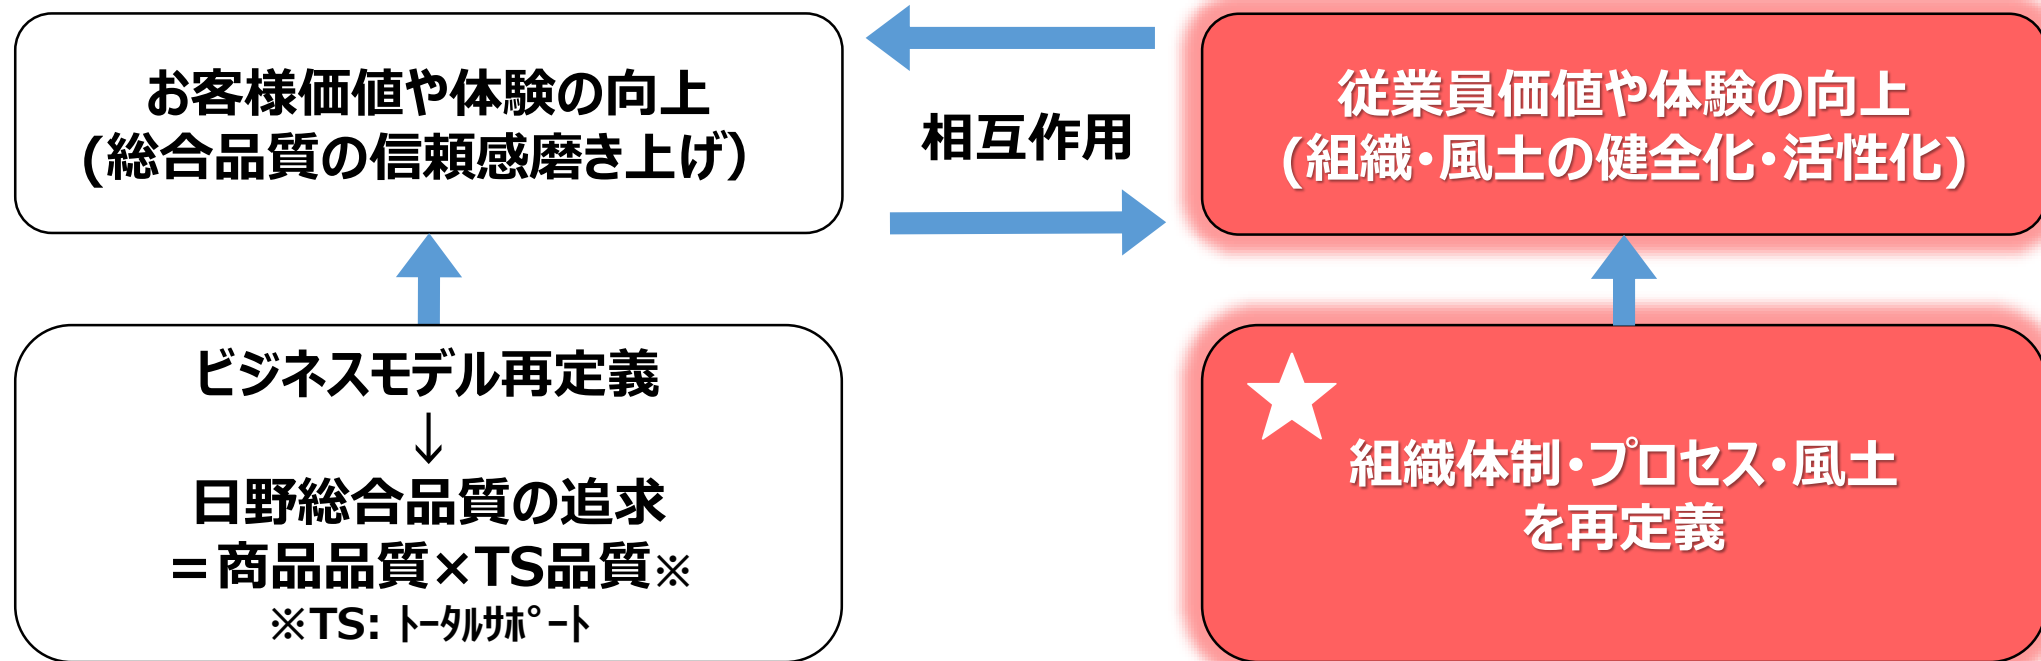 お客様価値や体験の向上
(総合品質の信頼感磨き上げ）
相互作用
従業員価値や体験の向上
(組織・風土の健全化・活性化)
ビジネスモデル再定義
↓
日野総合品質の追求
＝商品品質×TS品質※
※TS: ﾄｰﾀﾙｻﾎﾟｰﾄ
組織体制・プロセス・風土
を再定義